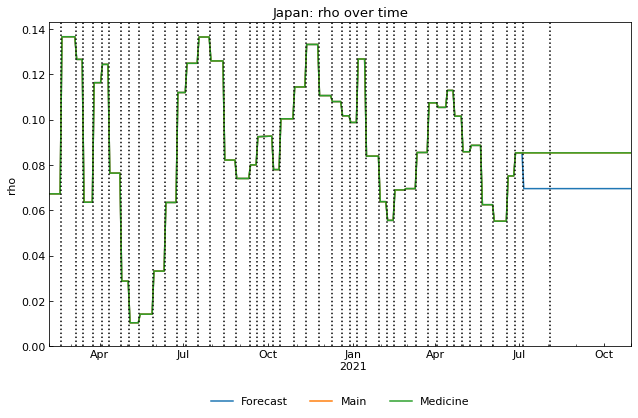 Japan: rho over time
0.14
0.12
0.10
0.08
0.06
0.04
0.02
0.00
rho
Apr Jul Oct Jan Apr Jul Oct
2021
Forecast Main Medicine